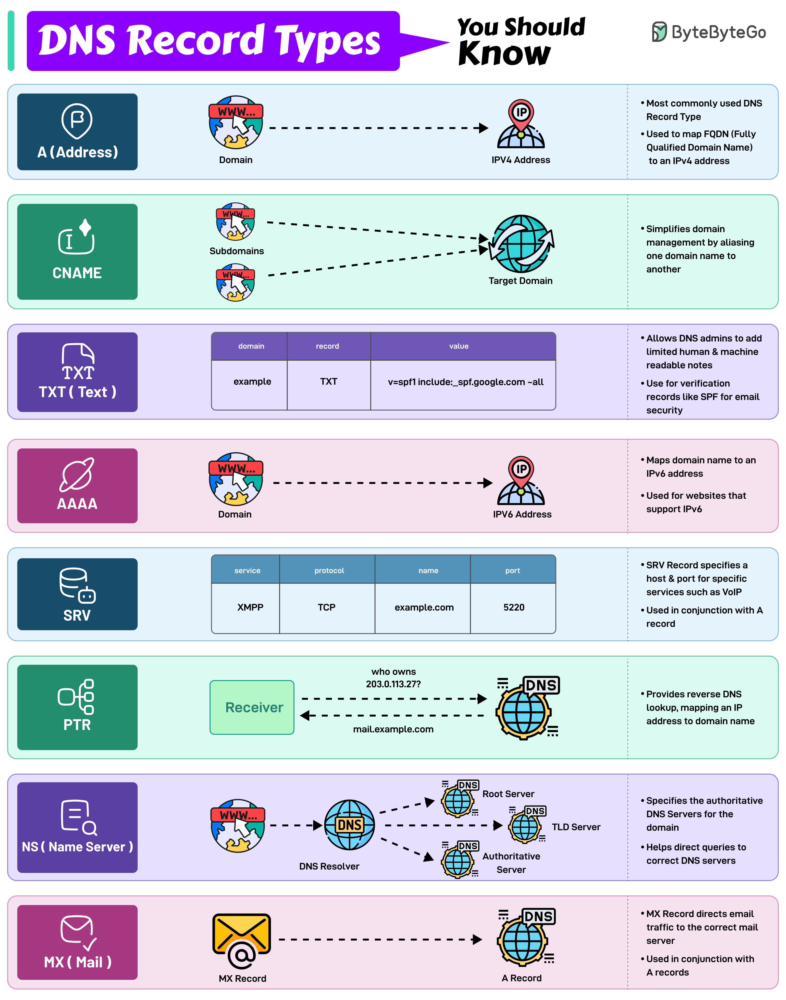 DNS Record Types
You Should
Know
ByteByteGo
A (Address)
WWW...
Domain
IP
IPV4 Address
• Most commonly used DNS
Record Type
• Used to map FQDN (Fully
Qualified Domain Name)
to an IPv4 address
CNAME
WWW...
Subdomains
WWW...
Target Domain
• Simplifies domain
management by aliasing
one domain name to
another
TXT
TXT ( Text )
domain record value
example TXT v=spf1 include:_spf.google.com ~all
• Allows DNS admins to add
limited human & machine
readable notes
• Use for verification
records like SPF for email
security
AAAA
WWW...
Domain
IP
IPV6 Address
• Maps domain name to an
IPv6 address
• Used for websites that
support IPv6
SRV
service protocol name port
XMPP TCP example.com 5220
• SRV Record specifies a
host & port for specific
services such as VoIP
• Used in conjunction with A
record
PTR
Receiver
who owns
203.0.113.27?
mail.example.com
DNS
• Provides reverse DNS
lookup, mapping an IP
address to domain name
NS ( Name Server )
WWW...
DNS
DNS Resolver
DNS
Root Server
DNS
TLD Server
DNS
Authoritative
Server
• Specifies the authoritative
DNS Servers for the
domain
• Helps direct queries to
correct DNS servers
MX ( Mail )
@
MX Record
DNS
A Record
• MX Record directs email
traffic to the correct mail
server
• Used in conjunction with
A records